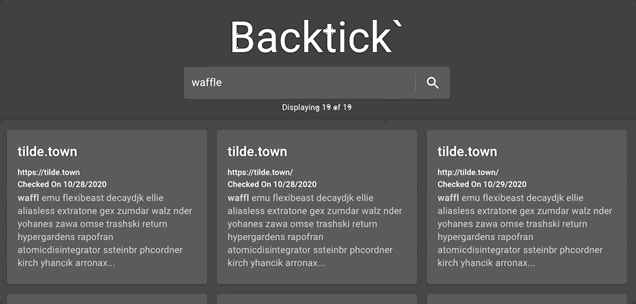 Backtick`
waffle
Displaying 19 of 19
tilde.town
https://tilde.town
Checked On 10/28/2020
waffl emu flexibeast decaydjk ellie
aliasless extratone gex zumdar walz nder
yohanes zawa omse trashski return
hypergardens rapofran
atomicdisintegrator ssteinbr phcordner
kirch yhancik arronax...
tilde.town
https://tilde.town/
Checked On 10/28/2020
waffl emu flexibeast decaydjk ellie
aliasless extratone gex zumdar walz nder
yohanes zawa omse trashski return
hypergardens rapofran
atomicdisintegrator ssteinbr phcordner
kirch yhancik arronax...
tilde.town
http://tilde.town/
Checked On 10/29/2020
waffl emu flexibeast decaydjk ellie
aliasless extratone gex zumdar walz nder
yohanes zawa omse trashski return
hypergardens rapofran
atomicdisintegrator ssteinbr phcordner
kirch yhancik arronax...